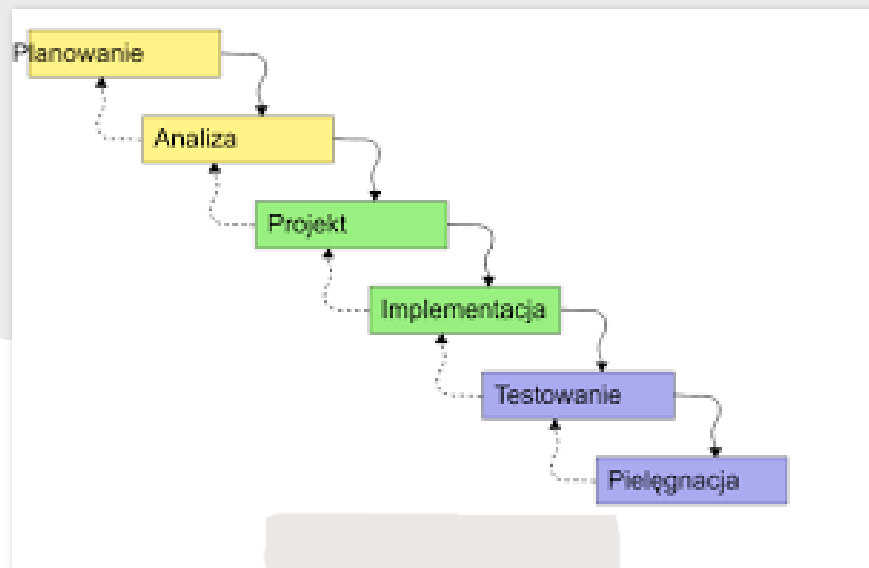 Planowanie
Analiza
Projekt
Implementacja
Testowanie
Pielęgnacja